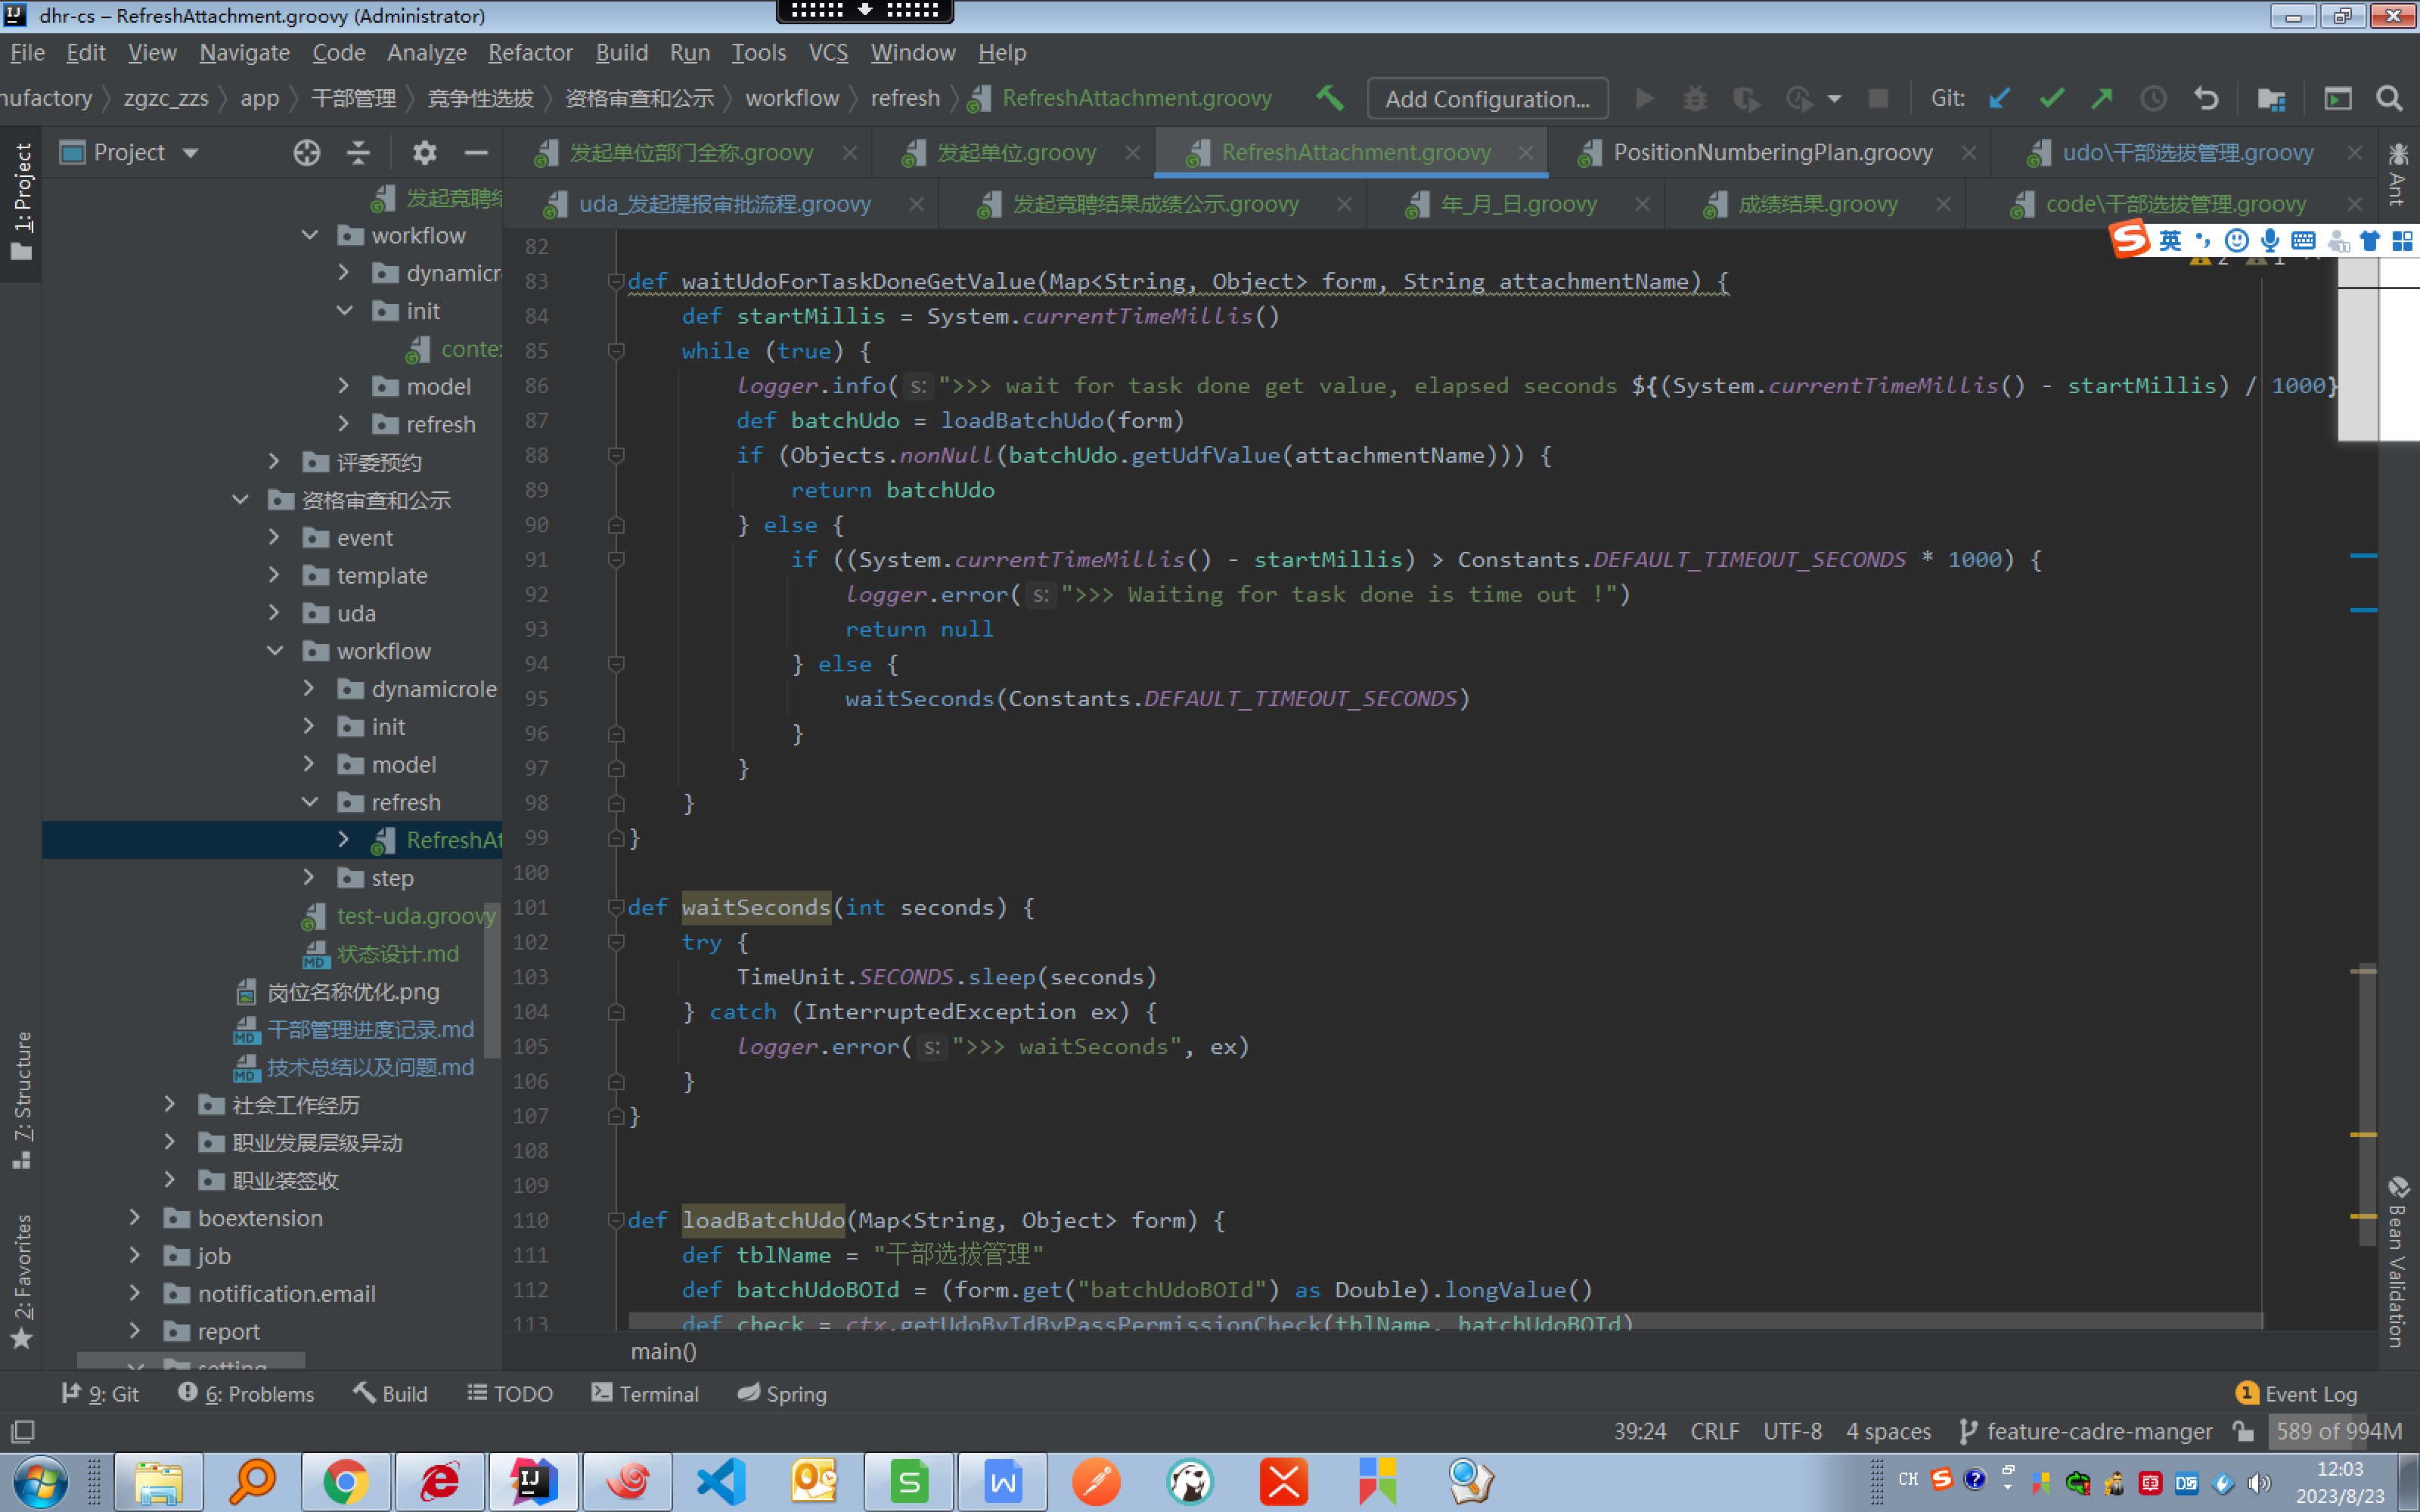 dhr-cs – RefreshAttachment.groovy (Administrator)
File Edit View Navigate Code Analyze Refactor Build Run Tools VCS Window Help
nufactory zgzc_zzs app 干部管理 竞争性选拔 资格审查和公示 workflow refresh RefreshAttachment.groovy Add Configuration... Git:
Project 发起单位部门全称.groovy 发起单位.groovy RefreshAttachment.groovy PositionNumberingPlan.groovy udo\干部选拔管理.groovy
uda_发起提报审批流程.groovy 发起竞聘结果成绩公示.groovy 年_月_日.groovy 成绩结果.groovy code\干部选拔管理.groovy
1: Project
7: Structure
2: Favorites
发起竞聘
workflow
dynamicr
init
conte
model
refresh
评委预约
资格审查和公示
event
template
uda
workflow
dynamicrole
init
model
refresh
RefreshAt
step
test-uda.groovy
状态设计.md
岗位名称优化.png
干部管理进度记录.md
技术总结以及问题.md
社会工作经历
职业发展层级异动
职业装签收
boextension
job
notification.email
report
setting
82
83 def waitUdoForTaskDoneGetValue(Map<String, Object> form, String attachmentName) {
84 def startMillis = System.currentTimeMillis()
85 while (true) {
86 logger.info( s: ">>> wait for task done get value, elapsed seconds ${(System.currentTimeMillis() - startMillis) / 1000}
87 def batchUdo = loadBatchUdo(form)
88 if (Objects.nonNull(batchUdo.getUdfValue(attachmentName))) {
89 return batchUdo
90 } else {
91 if ((System.currentTimeMillis() - startMillis) > Constants.DEFAULT_TIMEOUT_SECONDS * 1000) {
92 logger.error( s: ">>> Waiting for task done is time out !")
93 return null
94 } else {
95 waitSeconds(Constants.DEFAULT_TIMEOUT_SECONDS)
96 }
97 }
98 }
99 }
100
101 def waitSeconds(int seconds) {
102 try {
103 TimeUnit.SECONDS.sleep(seconds)
104 } catch (InterruptedException ex) {
105 logger.error( s: ">>> waitSeconds", ex)
106 }
107 }
108
109
110 def loadBatchUdo(Map<String, Object> form) {
111 def tblName = "干部选拔管理"
112 def batchUdoBOId = (form.get("batchUdoBOId") as Double).longValue()
113 def check = ctx.getUdoByIdByPassPermissionCheck(tblName, batchUdoBOId)
main()
英
2 1
Ant
Bean Validation
9: Git 6: Problems Build TODO Terminal Spring 1 Event Log
39:24 CRLF UTF-8 4 spaces feature-cadre-manger 589 of 994M
CH 12:03
2023/8/23